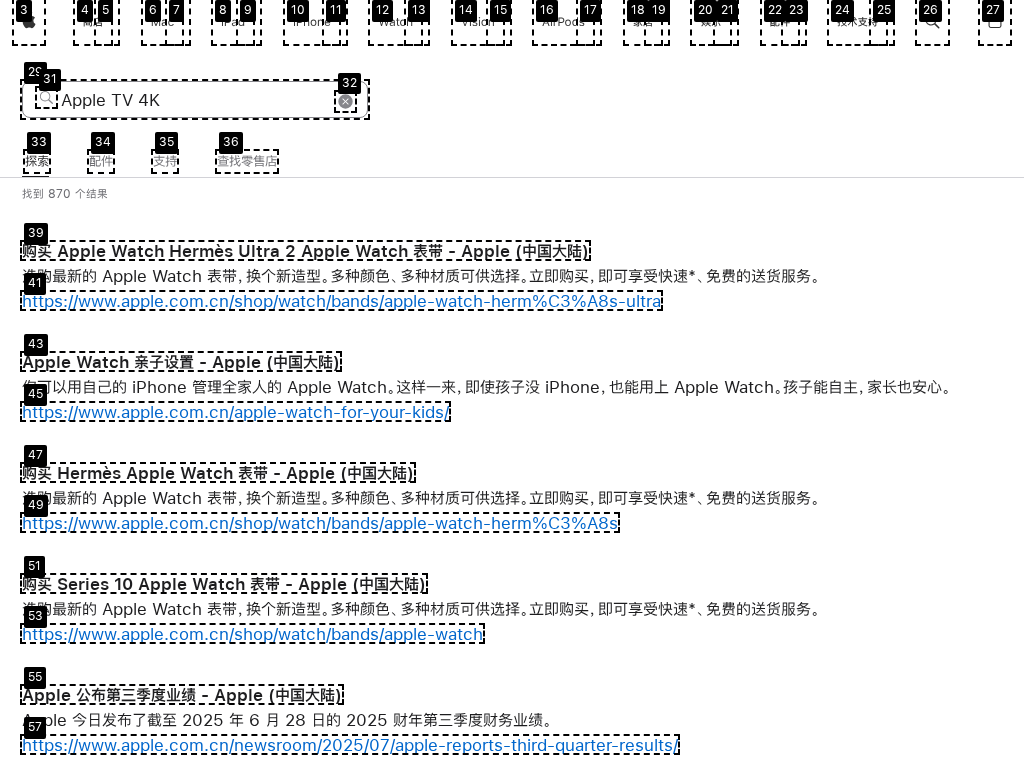 3 4 5 6 7 8 9 10 11 12 13 14 15 16 17 18 19 20 21 22 23 24 25 26 27
商店 Mac iPad iPhone Watch Vision AirPods 家居 娱乐 配件 技术支持
29 31 32
Apple TV 4K
33 34 35 36
探索 配件 支持 查找零售店
找到 870 个结果
39
购买 Apple Watch Hermès Ultra 2 Apple Watch 表带 - Apple (中国大陆)
选购最新的 Apple Watch 表带，换个新造型。多种颜色、多种材质可供选择。立即购买，即可享受快速*、免费的送货服务。
41
https://www.apple.com.cn/shop/watch/bands/apple-watch-herm%C3%A8s-ultra
43
Apple Watch 亲子设置 - Apple (中国大陆)
你可以用自己的 iPhone 管理全家人的 Apple Watch。这样一来，即使孩子没 iPhone，也能用上 Apple Watch。孩子能自主，家长也安心。
45
https://www.apple.com.cn/apple-watch-for-your-kids/
47
购买 Hermès Apple Watch 表带 - Apple (中国大陆)
选购最新的 Apple Watch 表带，换个新造型。多种颜色、多种材质可供选择。立即购买，即可享受快速*、免费的送货服务。
49
https://www.apple.com.cn/shop/watch/bands/apple-watch-herm%C3%A8s
51
购买 Series 10 Apple Watch 表带 - Apple (中国大陆)
选购最新的 Apple Watch 表带，换个新造型。多种颜色、多种材质可供选择。立即购买，即可享受快速*、免费的送货服务。
53
https://www.apple.com.cn/shop/watch/bands/apple-watch
55
Apple 公布第三季度业绩 - Apple (中国大陆)
Apple 今日发布了截至 2025 年 6 月 28 日的 2025 财年第三季度财务业绩。
57
https://www.apple.com.cn/newsroom/2025/07/apple-reports-third-quarter-results/